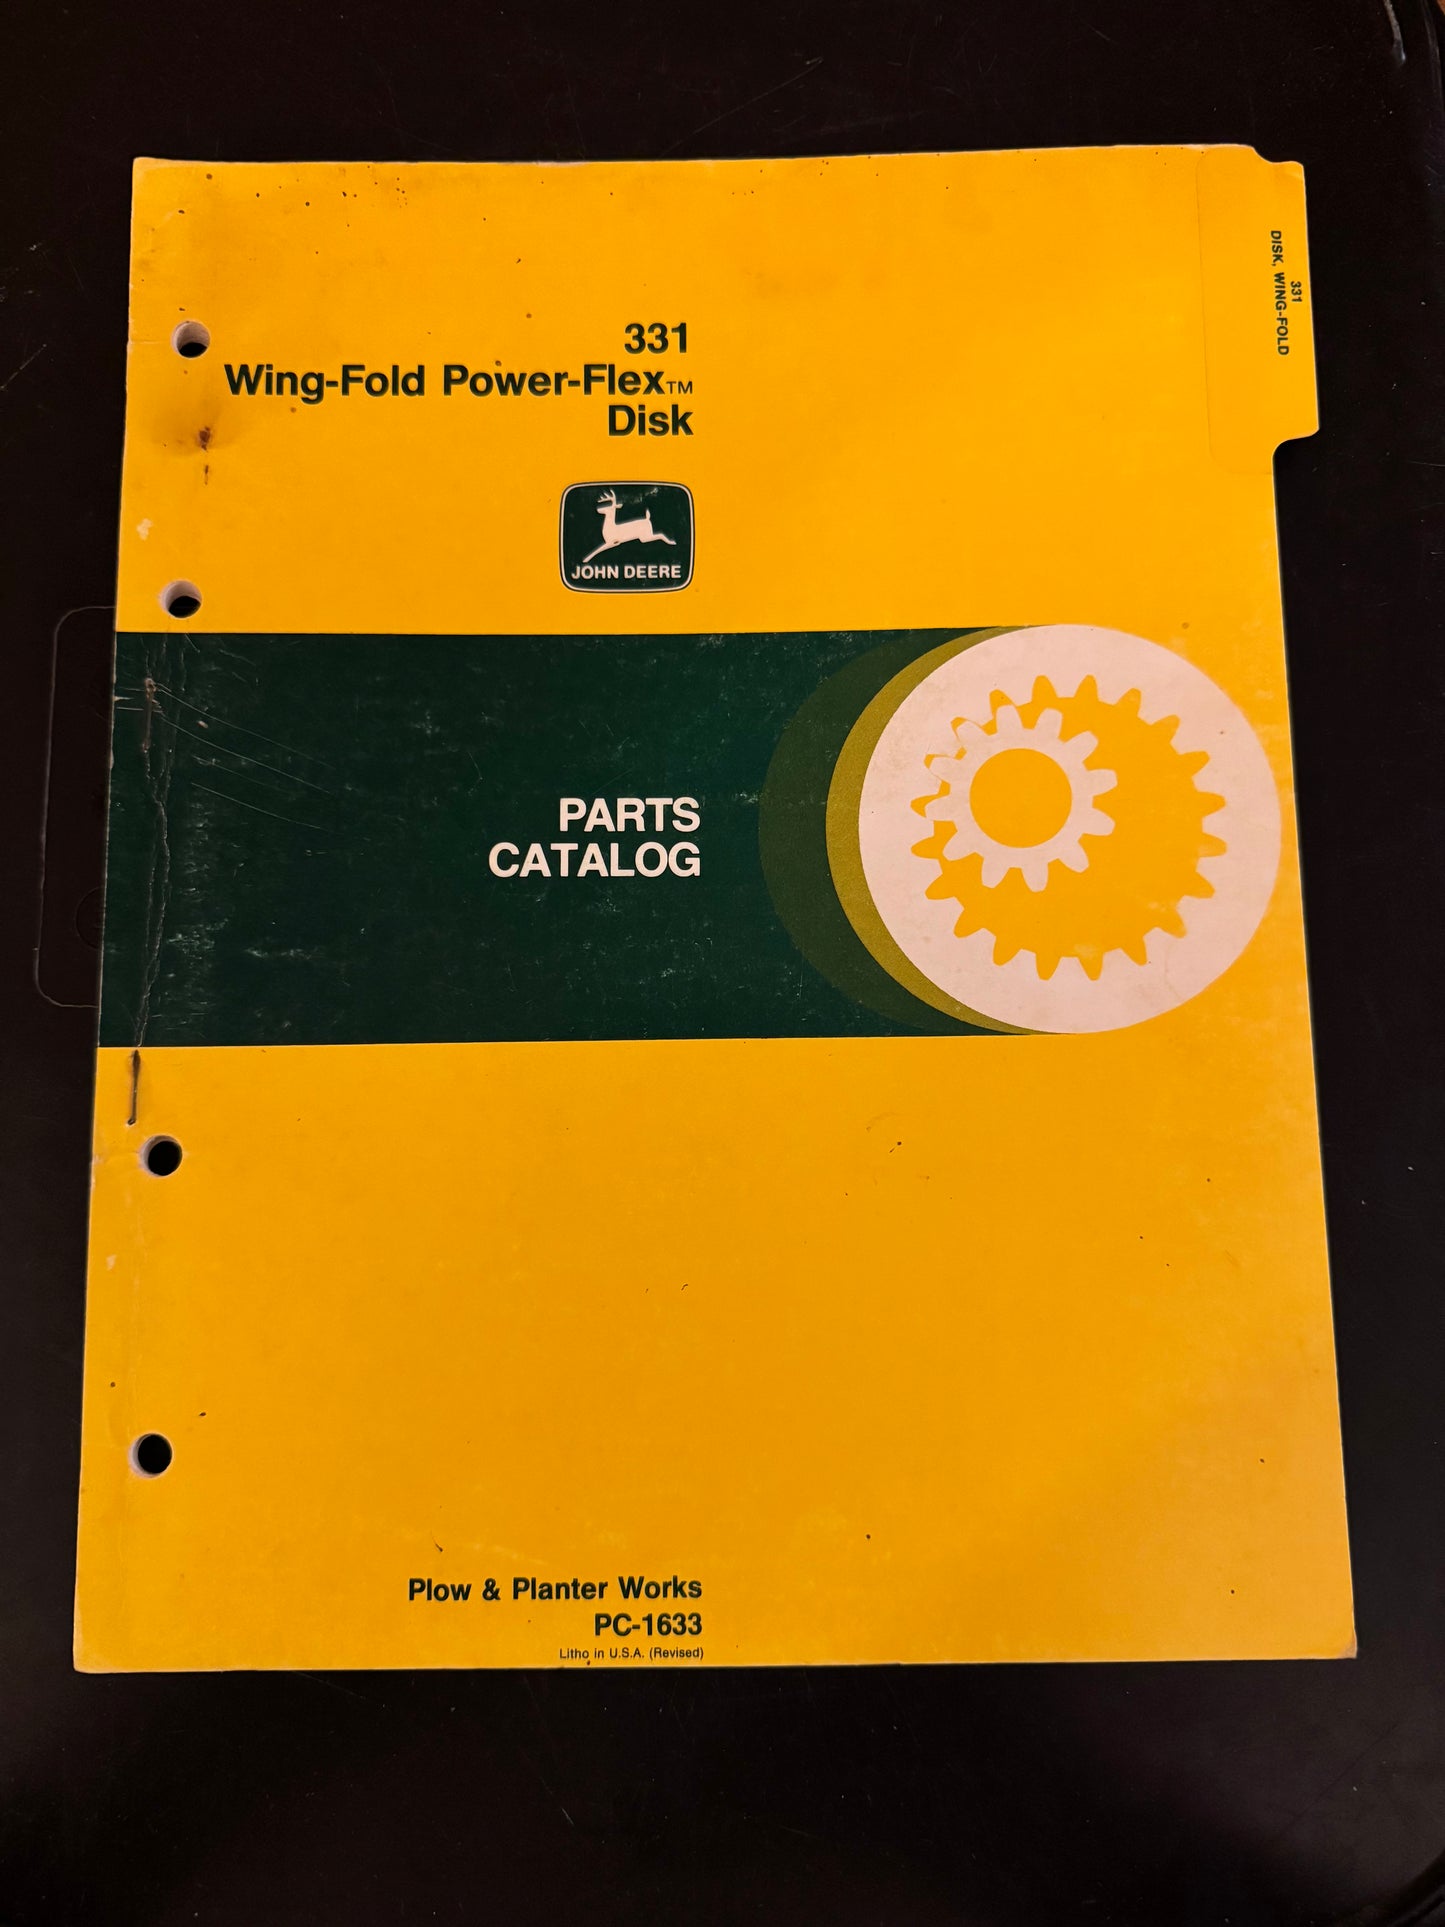 331
DISK, WING-FOLD
331
Wing-Fold Power-Flex™
Disk
JOHN DEERE
PARTS
CATALOG
Plow & Planter Works
PC-1633
Litho in U.S.A. (Revised)